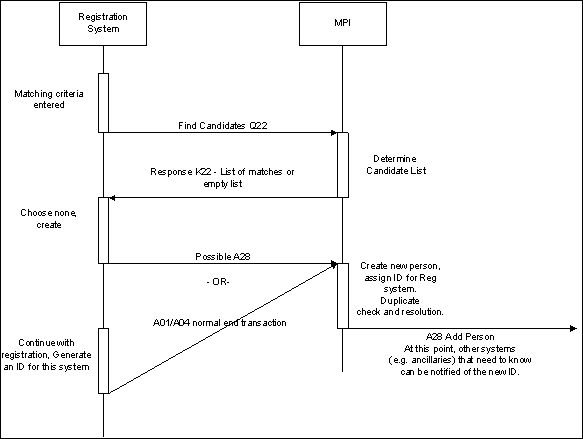 Registration
System
MPI
Matching criteria
entered
Find Candidates Q22
Determine
Candidate List
Response K22 - List of matches or
empty list
Choose none,
create
Possible A28
- OR-
Create new person,
assign ID for Reg
system.
Duplicate
check and resolution.
A01/A04 normal end transaction
Continue with
registration, Generate
an ID for this system
A28 Add Person
At this point, other systems
(e.g. ancillaries) that need to know
can be notified of the new ID.